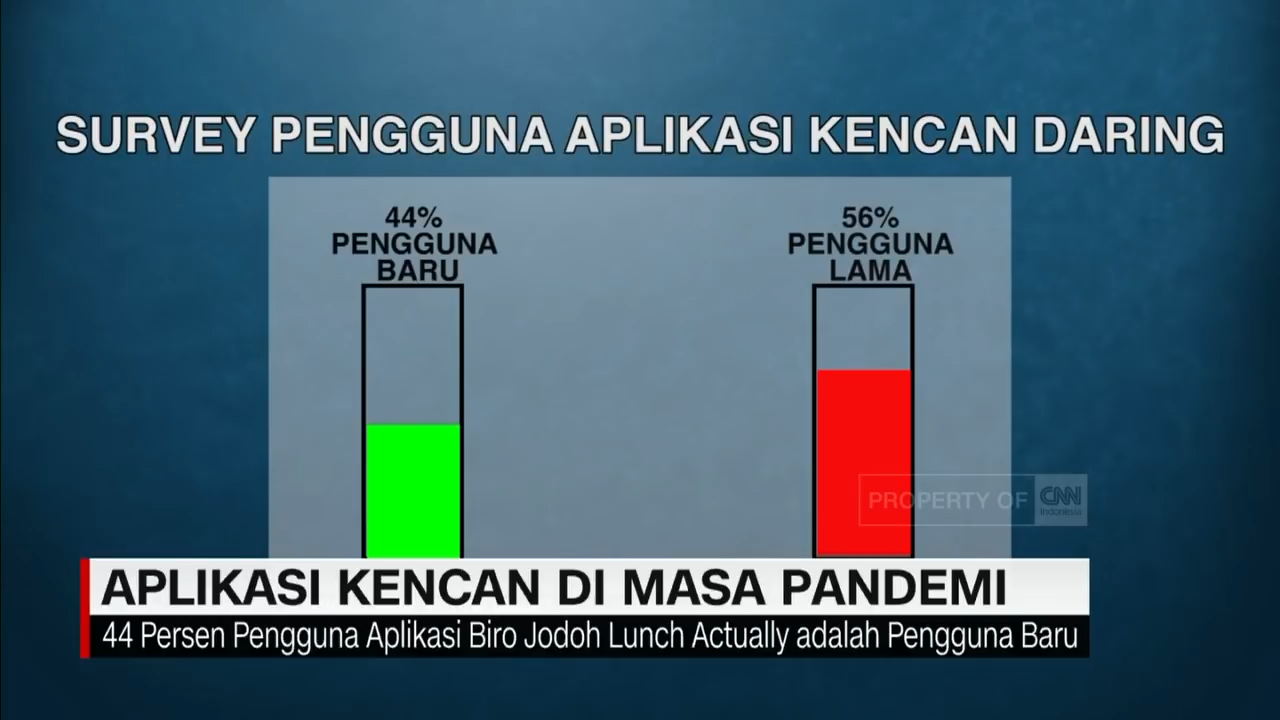 SURVEY PENGGUNA APLIKASI KENCAN DARING
44%
PENGGUNA
BARU
56%
PENGGUNA
LAMA
PROPERTY OF CNN
Indonesia
APLIKASI KENCAN DI MASA PANDEMI
44 Persen Pengguna Aplikasi Biro Jodoh Lunch Actually adalah Pengguna Baru